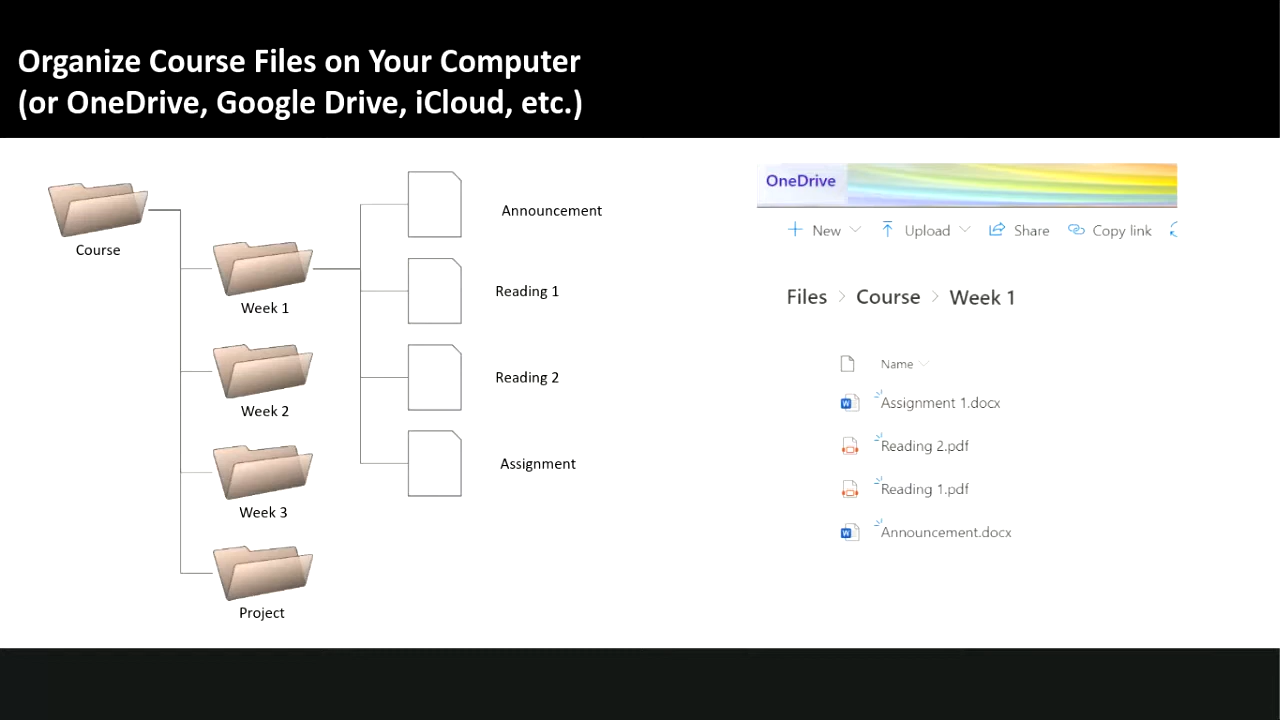 Organize Course Files on Your Computer
(or OneDrive, Google Drive, iCloud, etc.)
Course
Week 1
Week 2
Week 3
Project
Announcement
Reading 1
Reading 2
Assignment
OneDrive
New Upload Share Copy link
Files > Course > Week 1
Name
Assignment 1.docx
Reading 2.pdf
Reading 1.pdf
Announcement.docx